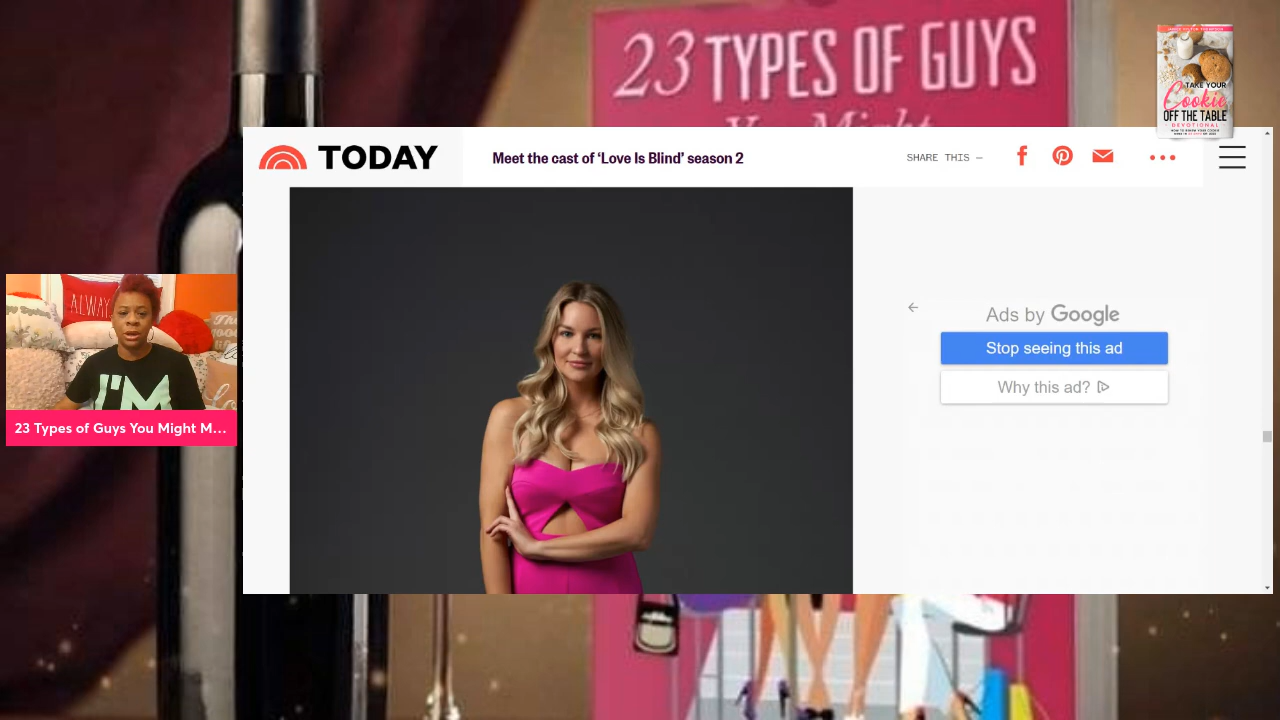 23 TYPES OF GUYS
You Might
TAKE YOUR
Cookie
OFF THE TABLE
DEVOTIONAL
TODAY
Meet the cast of ‘Love Is Blind’ season 2
SHARE THIS —
Ads by Google
Stop seeing this ad
Why this ad?
ALWAY
I'M
23 Types of Guys You Might M...